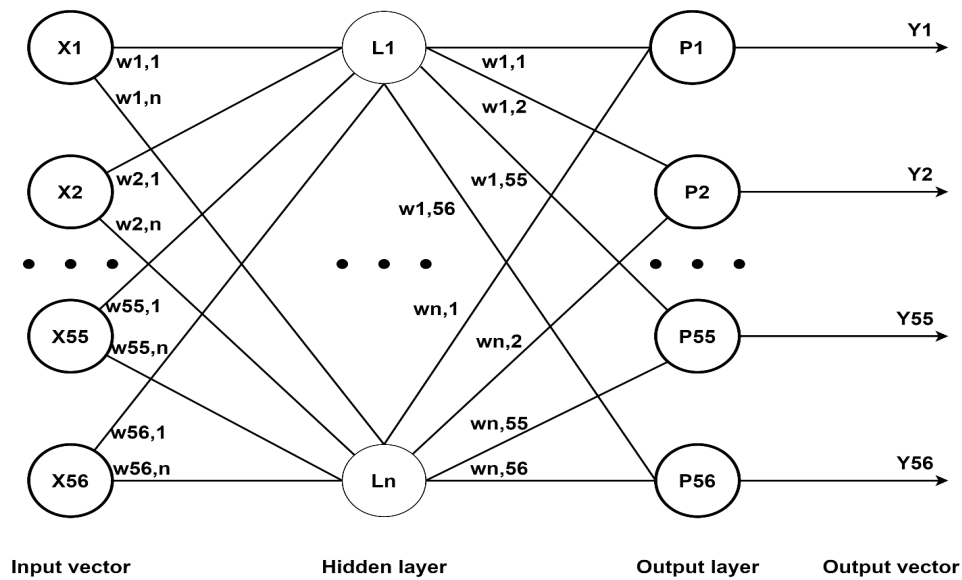 X1
L1
P1
Y1
w1,1
w1,n
w1,1
w1,2
X2
w2,1
w2,n
w1,55
w1,56
P2
Y2
X55
w55,1
w55,n
wn,1
wn,2
P55
Y55
X56
w56,1
w56,n
Ln
wn,55
wn,56
P56
Y56
Input vector
Hidden layer
Output layer
Output vector